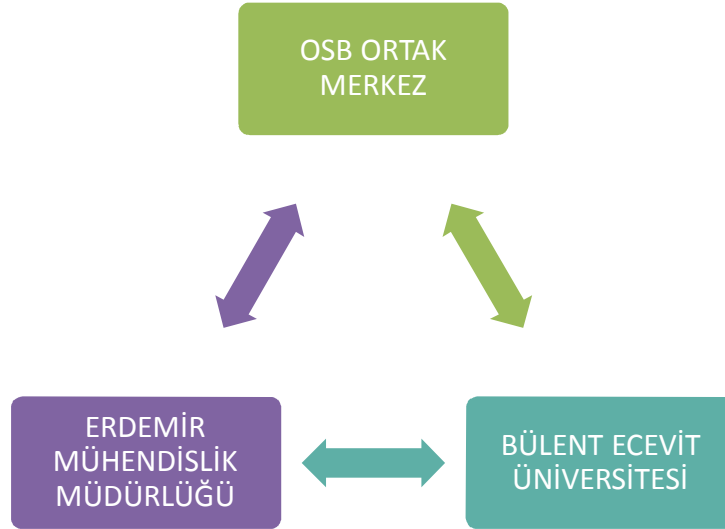 OSB ORTAK
MERKEZ
ERDEMİR
MÜHENDİSLİK
MÜDÜRLÜĞÜ
BÜLENT ECEVİT
ÜNİVERSİTESİ